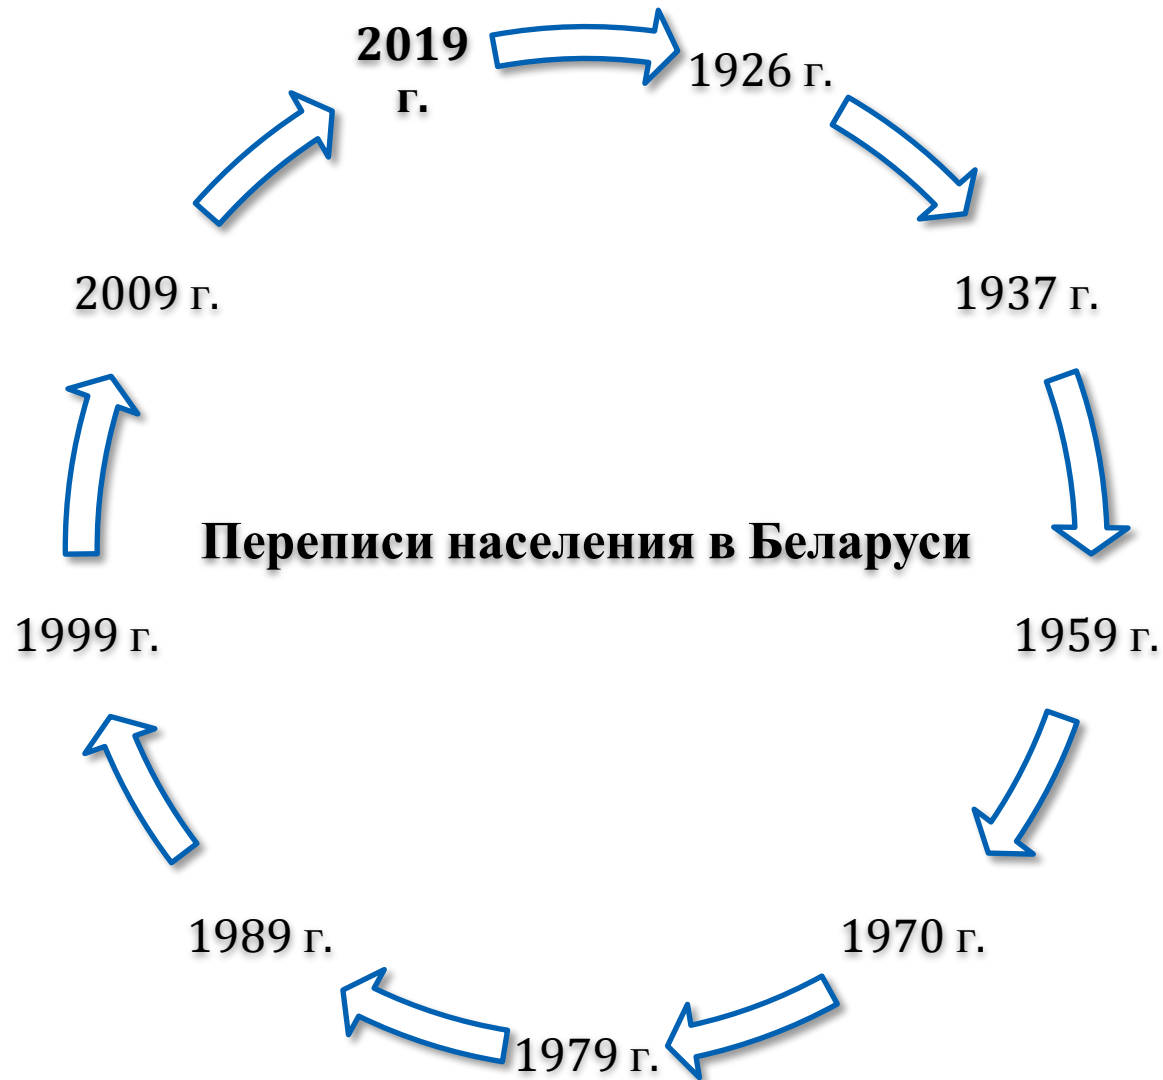 2019
г.
1926 г.
1937 г.
1959 г.
1970 г.
1979 г.
1989 г.
1999 г.
2009 г.
Переписи населения в Беларуси